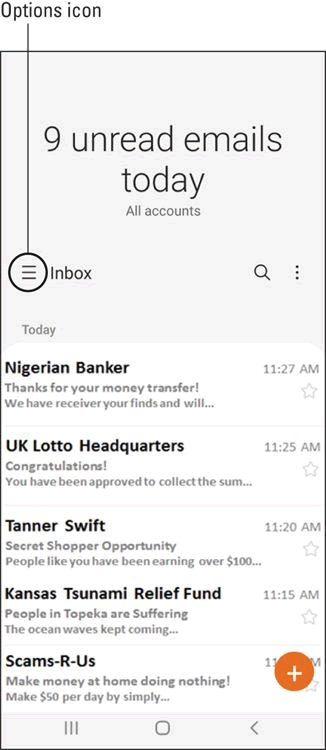 Options icon
9 unread emails
today
All accounts
Inbox
Today
Nigerian Banker 11:27 AM
Thanks for your money transfer!
We have receiver your finds and will...
UK Lotto Headquarters 11:25 AM
Congratulations!
You have been approved to collect the sum...
Tanner Swift 11:20 AM
Secret Shopper Opportunity
People like you have been earning over $100...
Kansas Tsunami Relief Fund 11:15 AM
People in Topeka are Suffering
The ocean waves kept coming...
Scams-R-Us
Make money at home doing nothing!
Make $50 per day by simply...